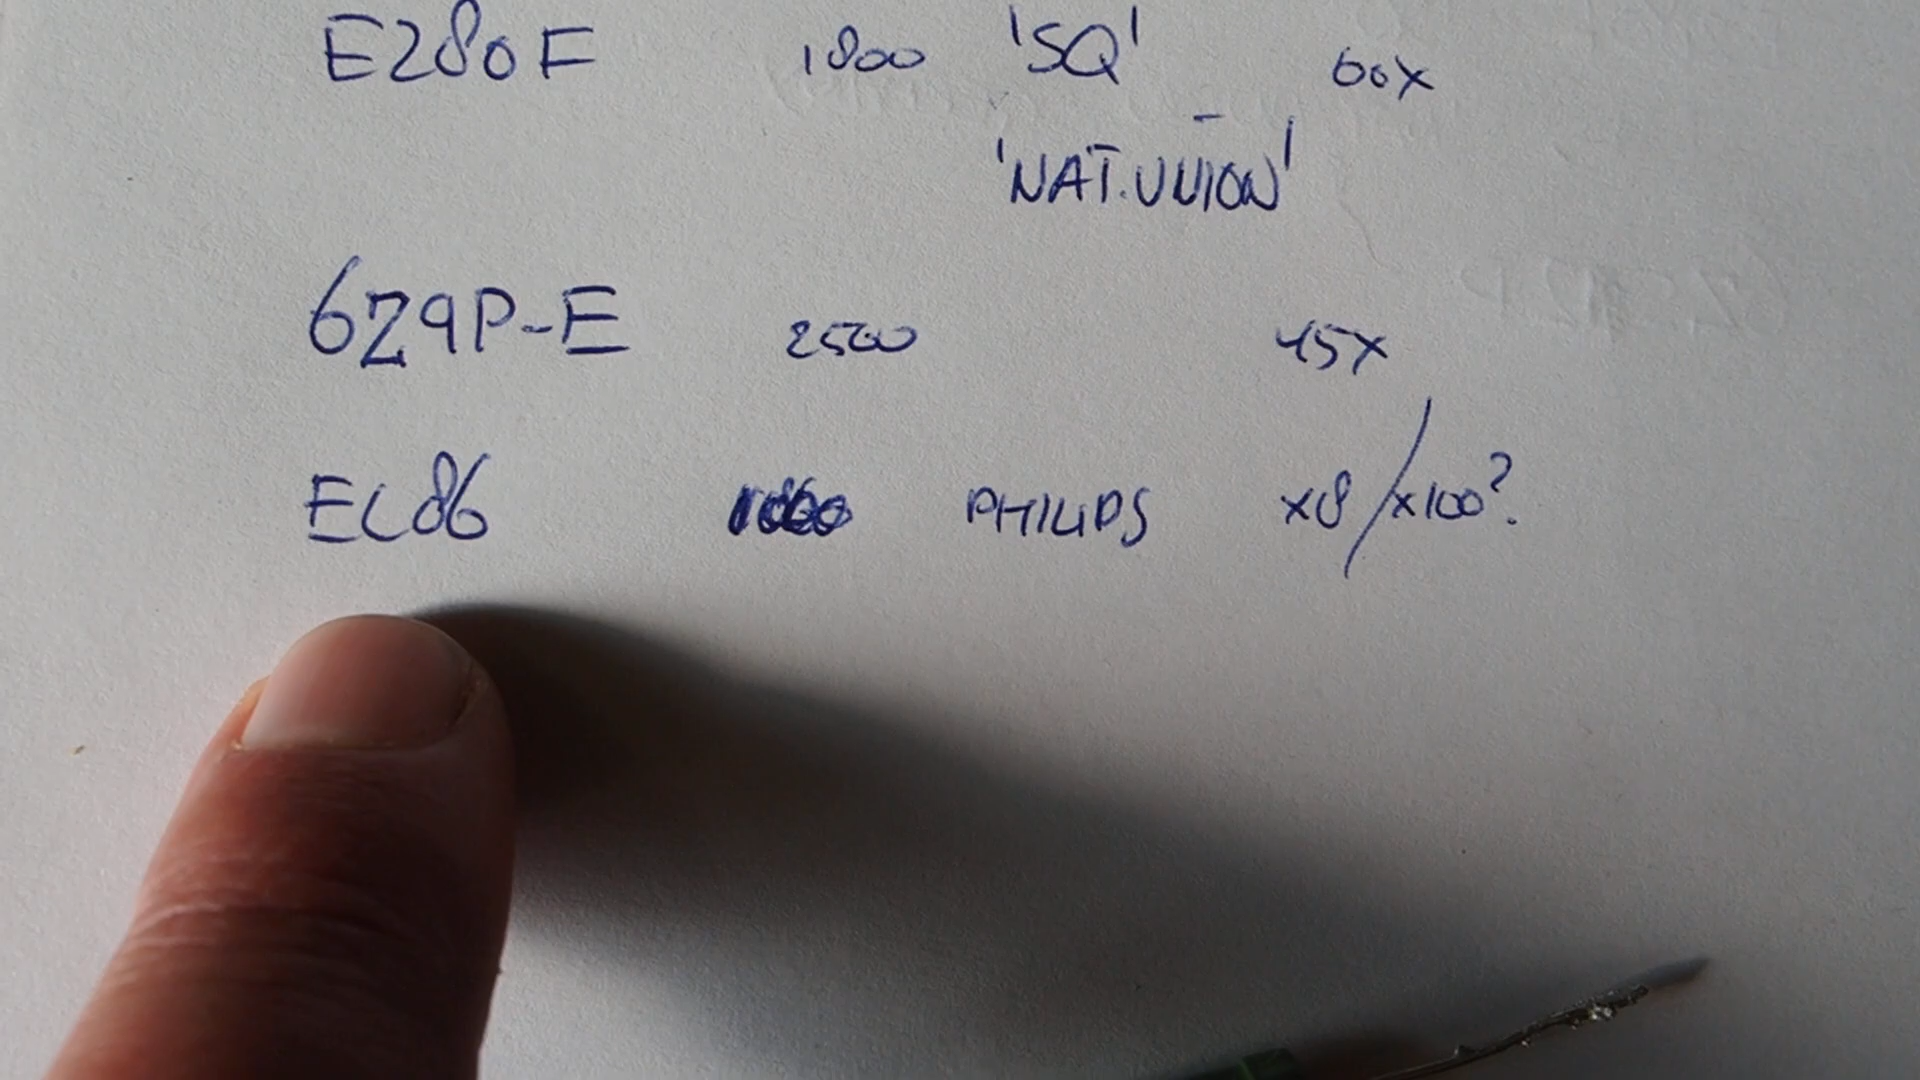 E280F 1800 'SQ' 60x
'NAT.UNION'
6Z9P-E 2500 45x
EC86 PHILIPS x8/x100?